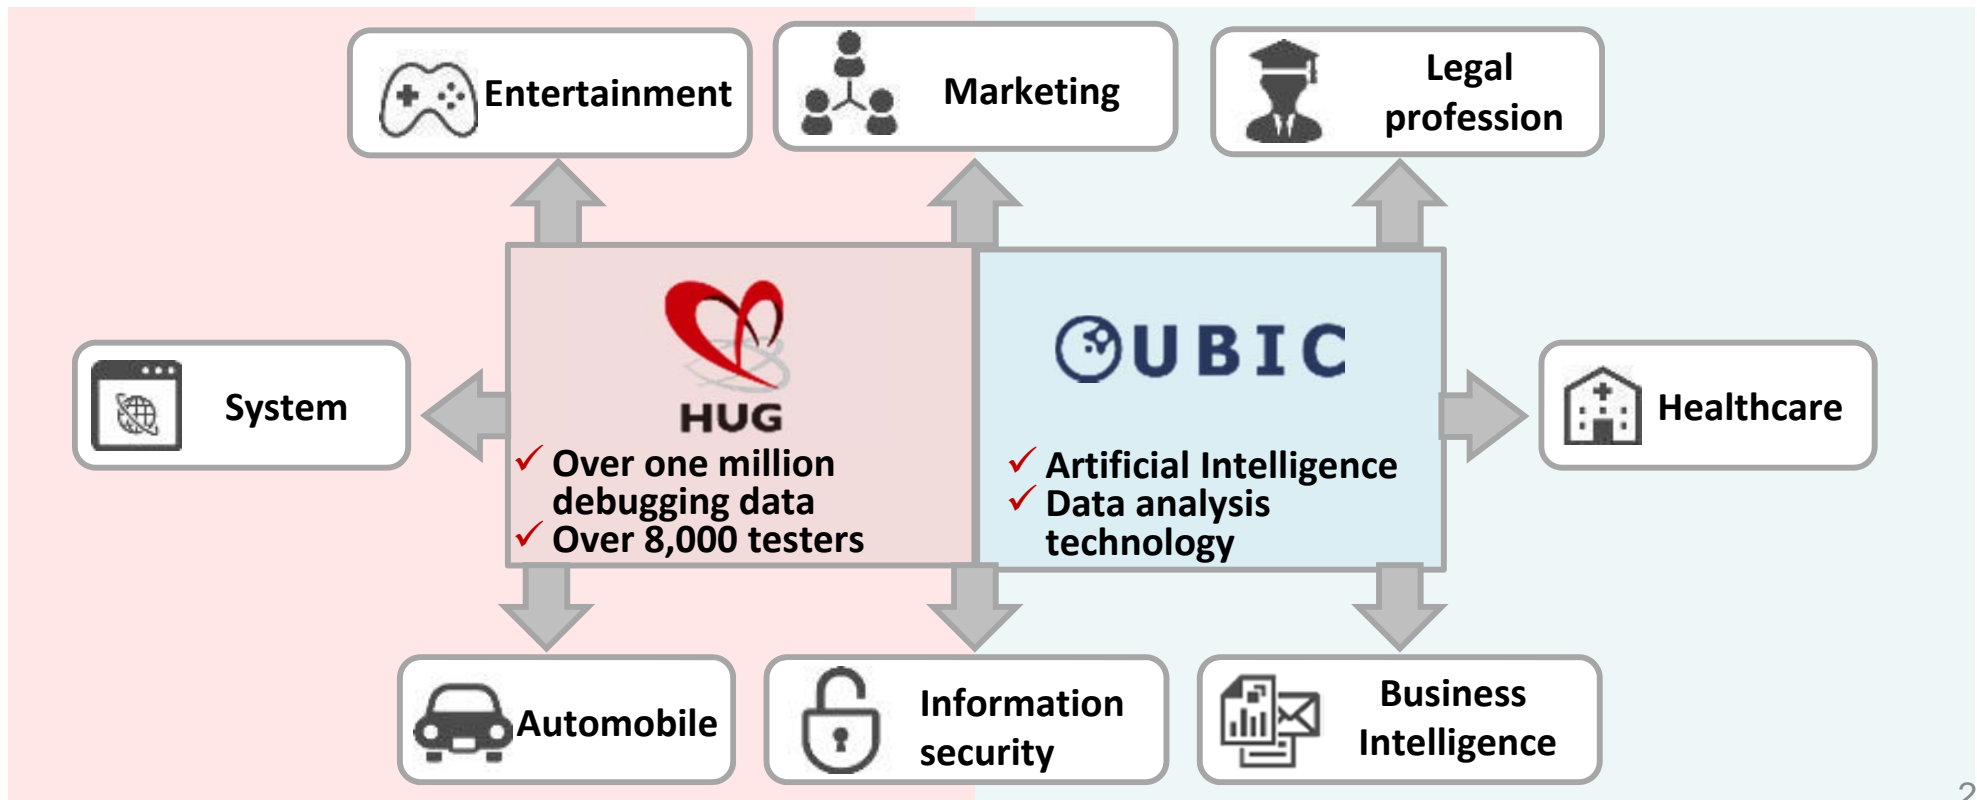 Entertainment
Marketing
Legal
profession
System
HUG
Over one million
debugging data
Over 8,000 testers
UBIC
Artificial Intelligence
Data analysis
technology
Healthcare
Automobile
Information
security
Business
Intelligence
2